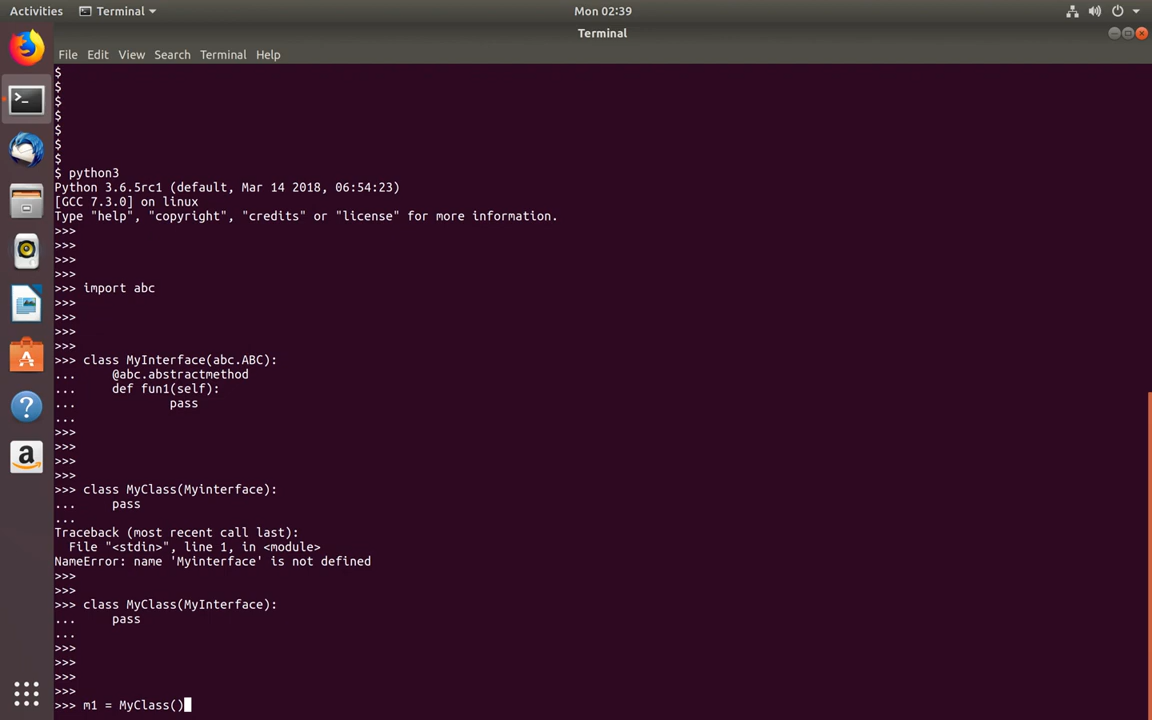 Activities
Terminal
Mon 02:39
Terminal
File Edit View Search Terminal Help
$
$
$
$
$
$
$
$ python3
Python 3.6.5rc1 (default, Mar 14 2018, 06:54:23)
[GCC 7.3.0] on linux
Type "help", "copyright", "credits" or "license" for more information.
>>>
>>>
>>>
>>>
>>> import abc
>>>
>>>
>>>
>>>
>>> class MyInterface(abc.ABC):
...     @abc.abstractmethod
...     def fun1(self):
...             pass
...
>>>
>>>
>>>
>>>
>>> class MyClass(Myinterface):
...     pass
...
Traceback (most recent call last):
  File "<stdin>", line 1, in <module>
NameError: name 'Myinterface' is not defined
>>>
>>>
>>> class MyClass(MyInterface):
...     pass
...
>>>
>>>
>>>
>>>
>>> m1 = MyClass()